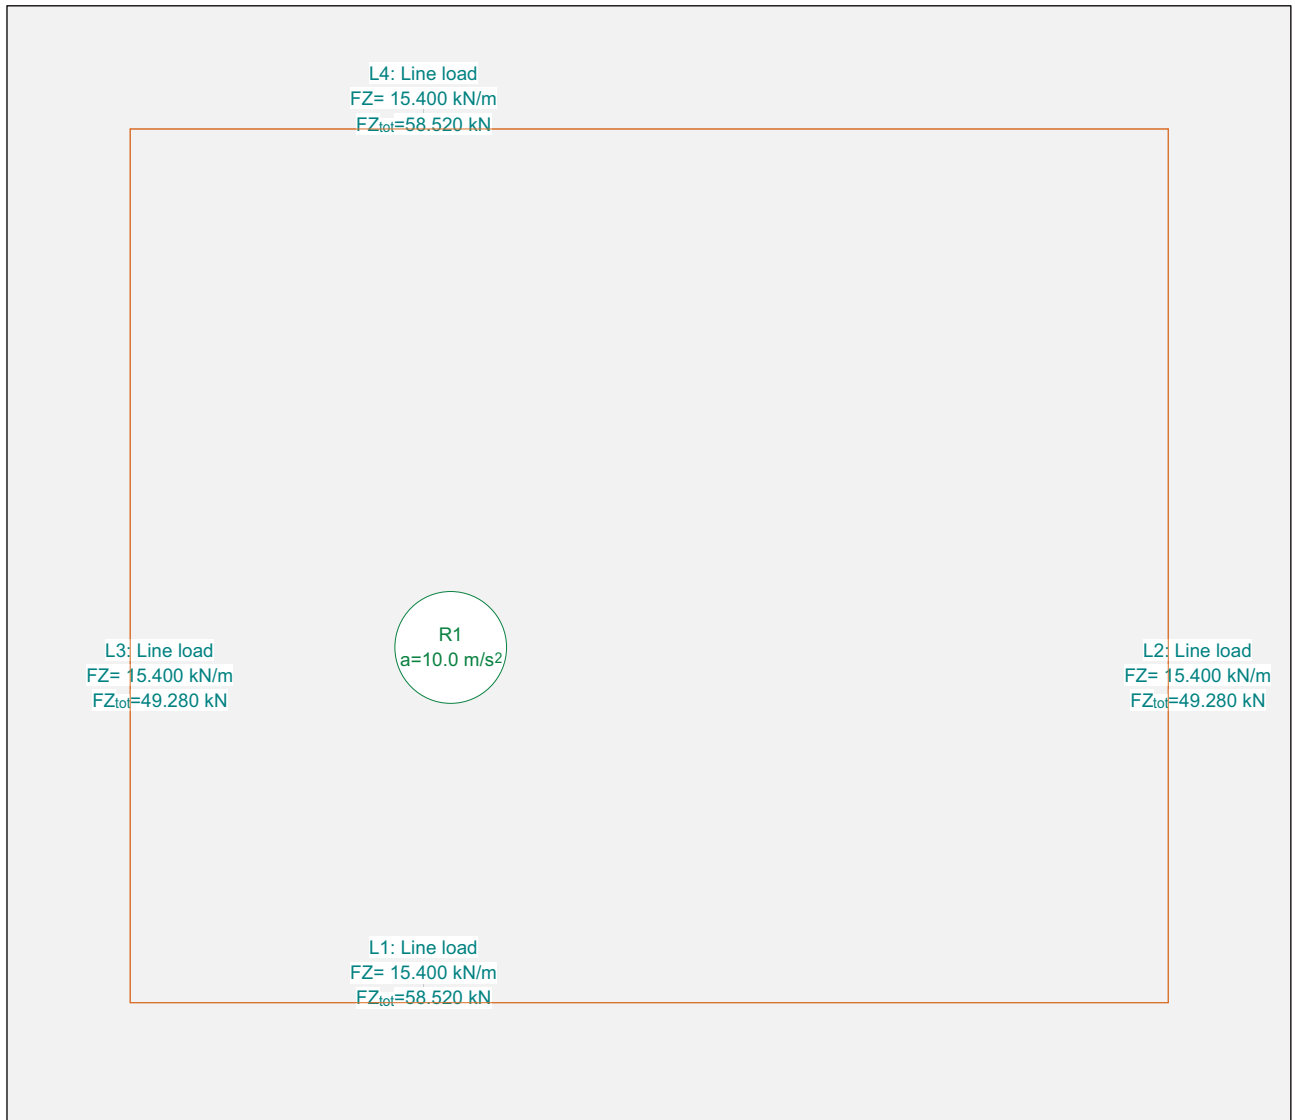 L4: Line load
FZ= 15.400 kN/m
FZtot=58.520 kN
R1
a=10.0 m/s2
L3: Line load
FZ= 15.400 kN/m
FZtot=49.280 kN
L2: Line load
FZ= 15.400 kN/m
FZtot=49.280 kN
L1: Line load
FZ= 15.400 kN/m
FZtot=58.520 kN